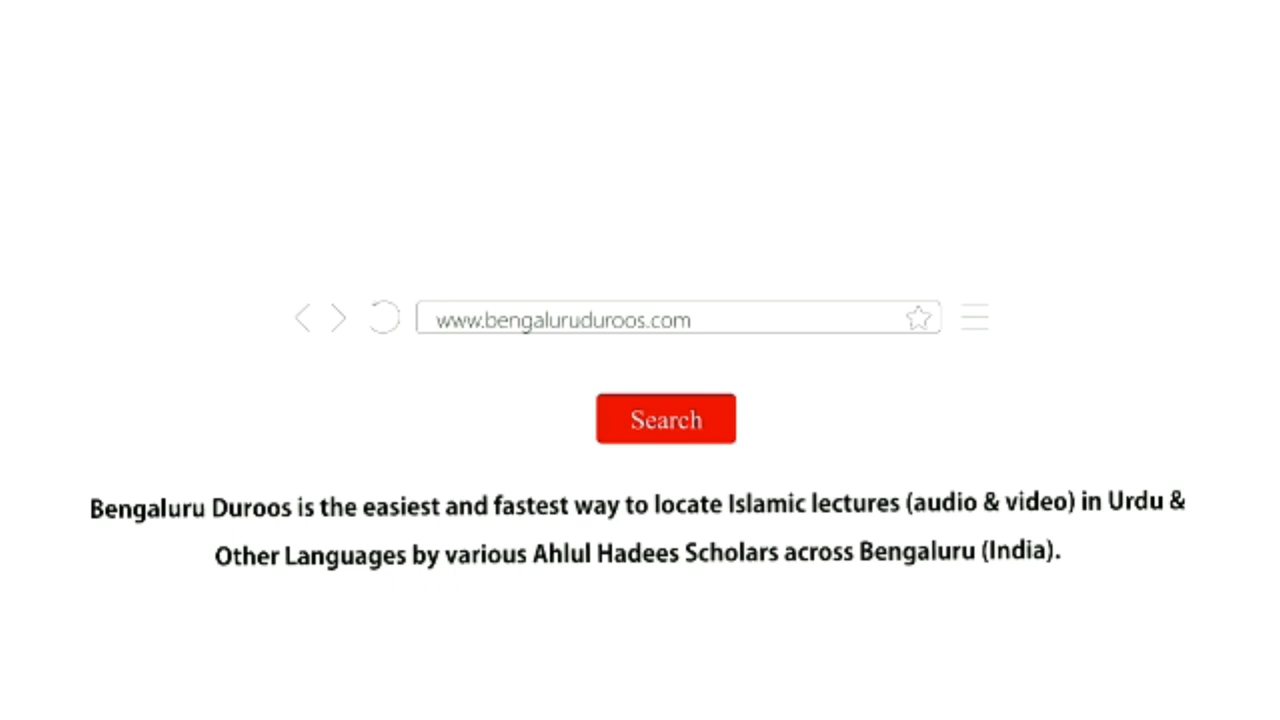 www.bengaluruduroos.com
Search
Bengaluru Duroos is the easiest and fastest way to locate Islamic lectures (audio & video) in Urdu &
Other Languages by various Ahlul Hadees Scholars across Bengaluru (India).